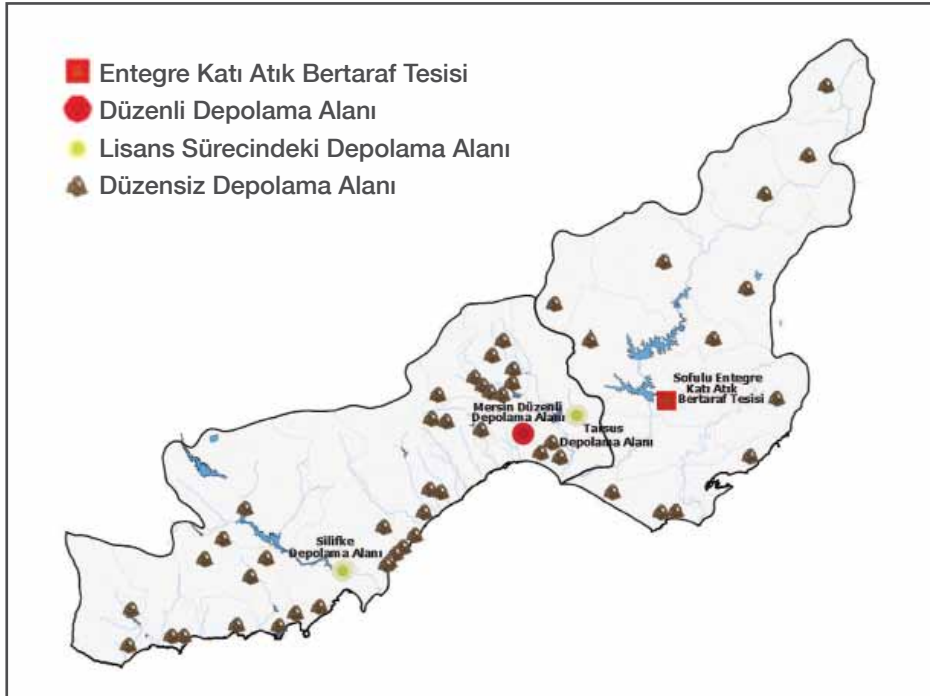 Entegre Katı Atık Bertaraf Tesisi
Düzenli Depolama Alanı
Lisans Sürecindeki Depolama Alanı
Düzensiz Depolama Alanı
Sofulu Entegre
Katı Atık
Bertaraf Tesisi
Mersin Düzenli
Depolama Alanı
Tarsus
Depolama Alanı
Silifke
Depolama Alanı